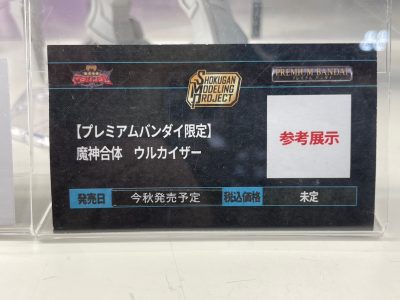 SHOKUGAN
MODELING
PROJECT
PREMIUM BANDAI
【プレミアムバンダイ限定】
魔神合体　ウルカイザー
参考展示
発売日
今秋発売予定
税込価格
未定